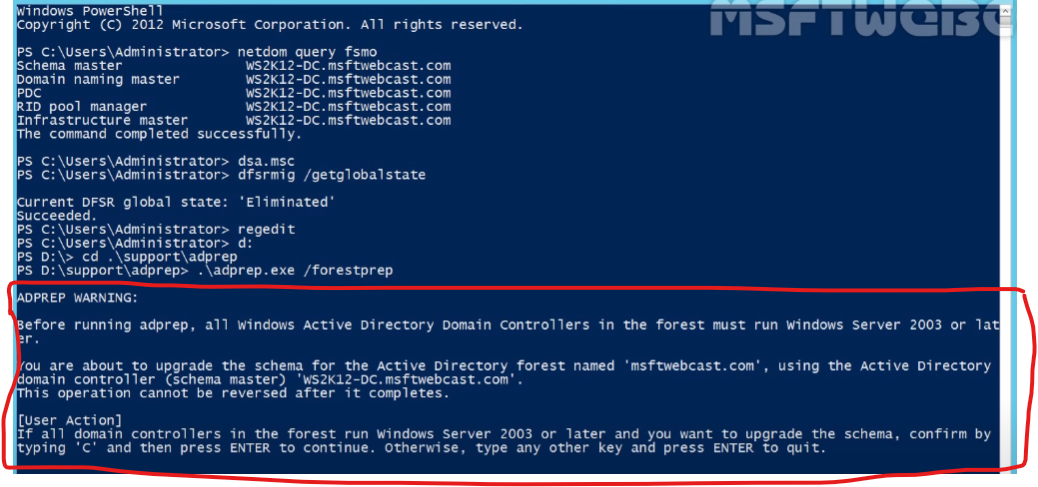 Windows PowerShell
MSFTWEBC
Copyright (C) 2012 Microsoft Corporation. All rights reserved.
PS C:\Users\Administrator> netdom query fsmo
Schema master WS2K12-DC.msftwebcast.com
Domain naming master WS2K12-DC.msftwebcast.com
PDC WS2K12-DC.msftwebcast.com
RID pool manager WS2K12-DC.msftwebcast.com
Infrastructure master WS2K12-DC.msftwebcast.com
The command completed successfully.
PS C:\Users\Administrator> dsa.msc
PS C:\Users\Administrator> dfsrmig /getglobalstate
Current DFSR global state: 'Eliminated'
Succeeded.
PS C:\Users\Administrator> regedit
PS C:\Users\Administrator> d:
PS D:\> cd .\support\adprep
PS D:\support\adprep> .\adprep.exe /forestprep
ADPREP WARNING:
Before running adprep, all Windows Active Directory Domain Controllers in the forest must run Windows Server 2003 or lat
er.
You are about to upgrade the schema for the Active Directory forest named 'msftwebcast.com', using the Active Directory
domain controller (schema master) 'WS2K12-DC.msftwebcast.com'.
This operation cannot be reversed after it completes.
[User Action]
If all domain controllers in the forest run Windows Server 2003 or later and you want to upgrade the schema, confirm by
typing 'C' and then press ENTER to continue. Otherwise, type any other key and press ENTER to quit.